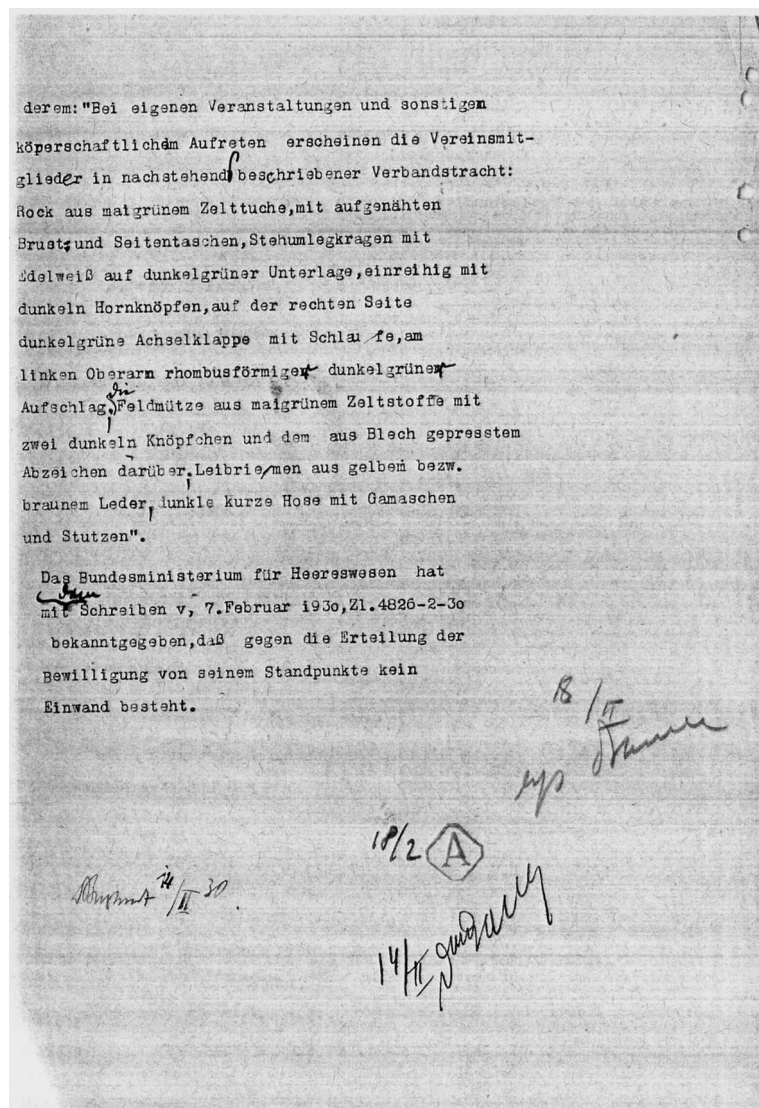 derem: "Bei eigenen Veranstaltungen und sonstigen
köperschaftlichem Aufreten erscheinen die Vereinsmit-
glieder in nachstehend beschriebener Verbandstracht:
Rock aus maigrünem Zelttuche, mit aufgenähten
Brust- und Seitentaschen, Stehumlegkragen mit
Edelweiß auf dunkelgrüner Unterlage, einreihig mit
dunkeln Hornknöpfen, auf der rechten Seite
dunkelgrüne Achselklappe mit Schlaufe, am
linken Oberarm rhombusförmiger dunkelgrüner
Aufschlag, die Feldmütze aus maigrünem Zeltstoffe mit
zwei dunkeln Knöpfchen und dem aus Blech gepresstem
Abzeichen darüber, Leibriemen aus gelbem bezw.
braunem Leder, dunkle kurze Hose mit Gamaschen
und Stutzen".
Das Bundesministerium für Heereswesen hat
mit Schreiben v, 7.Februar 193o, Zl.4826-2-3o
bekanntgegeben, daß gegen die Erteilung der
Bewilligung von seinem Standpunkte kein
Einwand besteht.
18/II
18/2 A
14/II 30
14/II